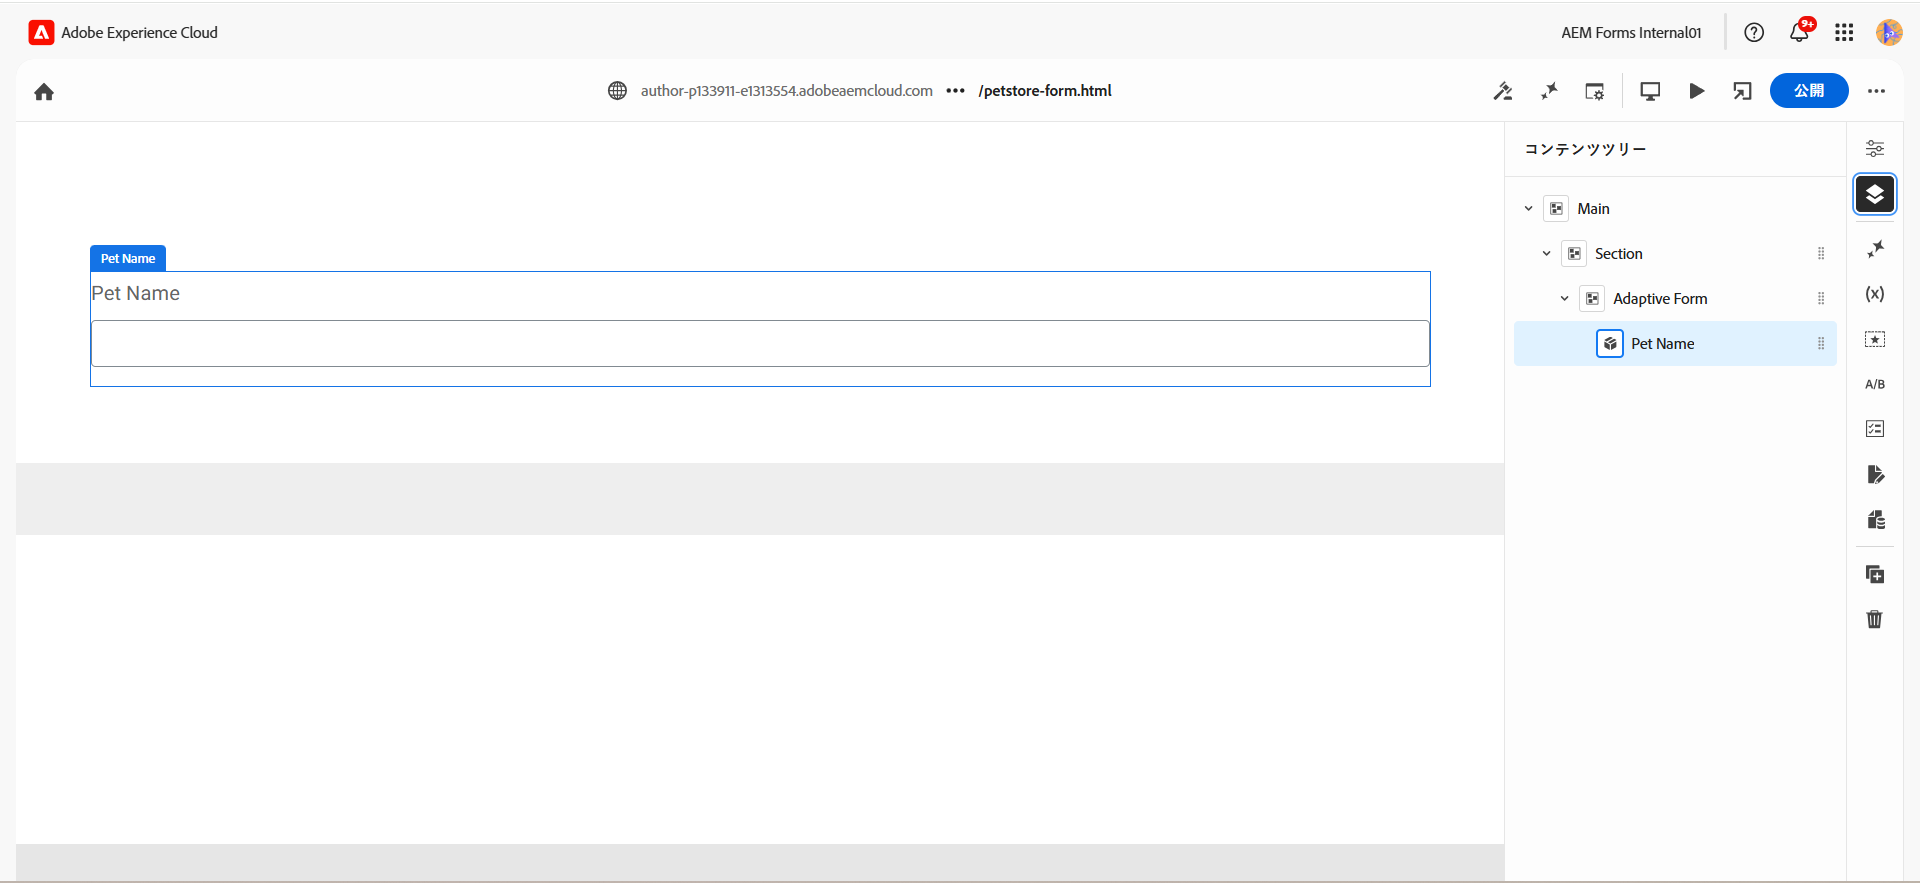 Adobe Experience Cloud
AEM Forms Internal01
9+
author-p133911-e1313554.adobeaemcloud.com ••• /petstore-form.html
公開
コンテンツツリー
Main
Section
Adaptive Form
Pet Name
Pet Name
Pet Name
(x)
A/B